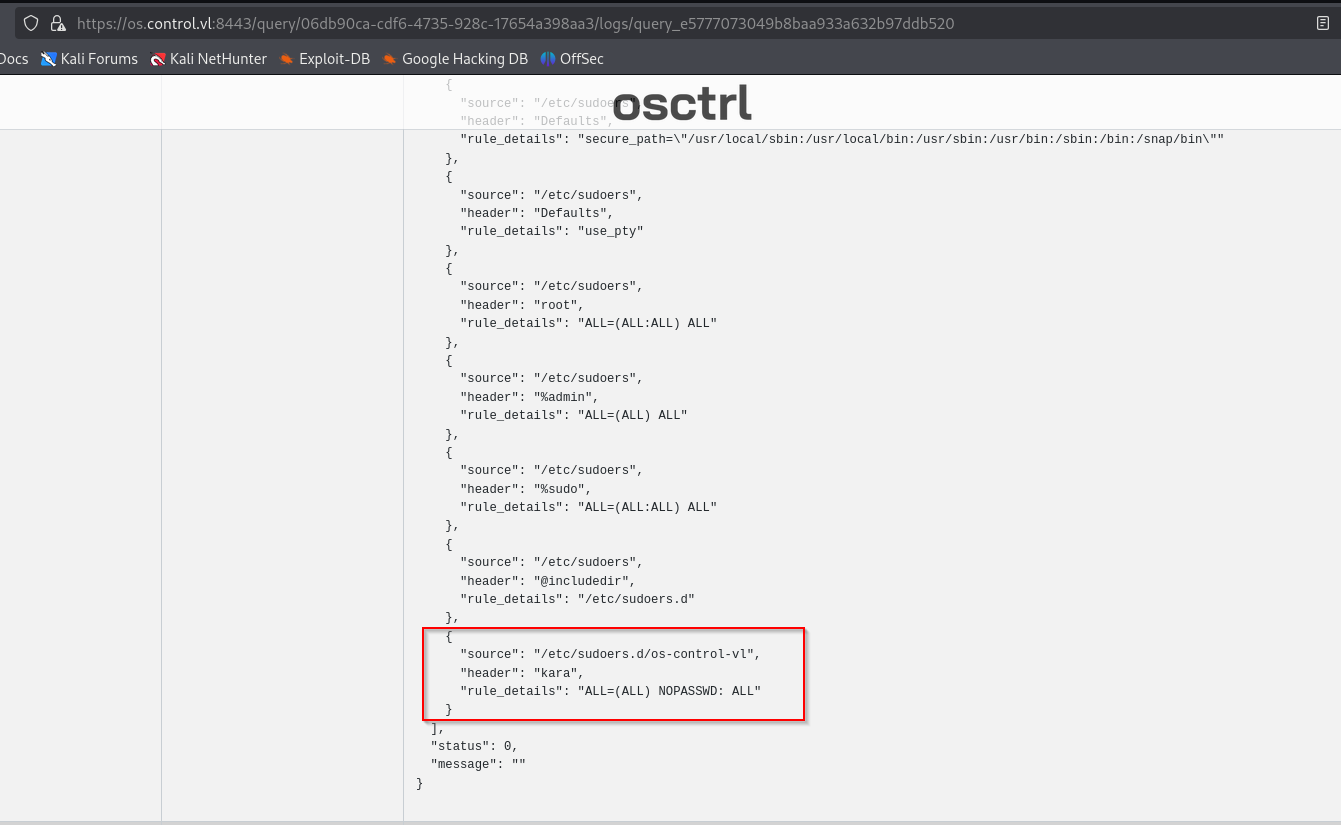 https://os.control.vl:8443/query/06db90ca-cdf6-4735-928c-17654a398aa3/logs/query_e5777073049b8baa933a632b97ddb520
Docs Kali Forums Kali NetHunter Exploit-DB Google Hacking DB OffSec
osctrl
{
"source": "/etc/sudoers",
"header": "Defaults",
"rule_details": "secure_path=\"/usr/local/sbin:/usr/local/bin:/usr/sbin:/usr/bin:/sbin:/bin:/snap/bin\""
},
{
"source": "/etc/sudoers",
"header": "Defaults",
"rule_details": "use_pty"
},
{
"source": "/etc/sudoers",
"header": "root",
"rule_details": "ALL=(ALL:ALL) ALL"
},
{
"source": "/etc/sudoers",
"header": "%admin",
"rule_details": "ALL=(ALL) ALL"
},
{
"source": "/etc/sudoers",
"header": "%sudo",
"rule_details": "ALL=(ALL:ALL) ALL"
},
{
"source": "/etc/sudoers",
"header": "@includedir",
"rule_details": "/etc/sudoers.d"
},
{
"source": "/etc/sudoers.d/os-control-vl",
"header": "kara",
"rule_details": "ALL=(ALL) NOPASSWD: ALL"
}
],
"status": 0,
"message": ""
}